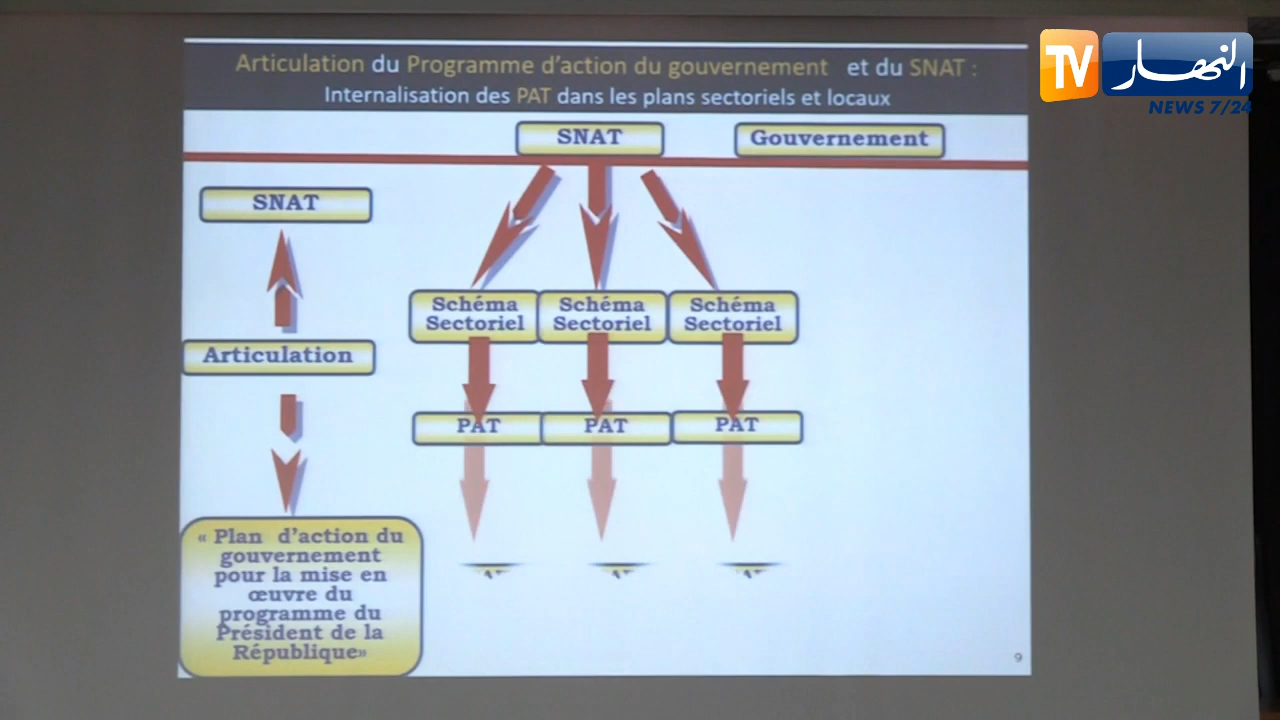 Articulation du Programme d'action du gouvernement et du SNAT :
Internalisation des PAT dans les plans sectoriels et locaux
TV النهار
NEWS 7/24
SNAT
Gouvernement
SNAT
Schéma
Sectoriel
Schéma
Sectoriel
Schéma
Sectoriel
Articulation
PAT
PAT
PAT
« Plan d'action du
gouvernement
pour la mise en
œuvre du
programme du
Président de la
République»
9